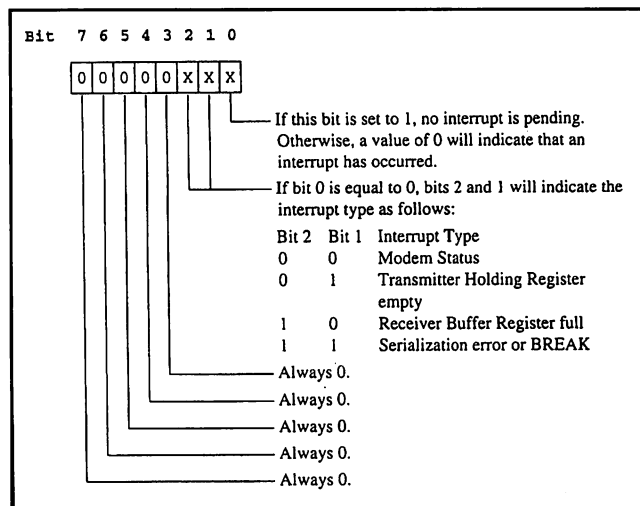 Bit 7 6 5 4 3 2 1 0
0 0 0 0 0 X X X
If this bit is set to 1, no interrupt is pending.
Otherwise, a value of 0 will indicate that an
interrupt has occurred.
If bit 0 is equal to 0, bits 2 and 1 will indicate the
interrupt type as follows:
Bit 2 Bit 1 Interrupt Type
0 0 Modem Status
0 1 Transmitter Holding Register
empty
1 0 Receiver Buffer Register full
1 1 Serialization error or BREAK
Always 0.
Always 0.
Always 0.
Always 0.
Always 0.